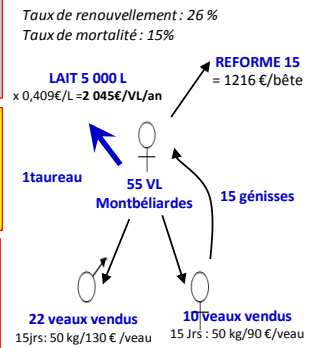 Taux de renouvellement : 26 %
Taux de mortalité : 15%
REFORME 15
= 1216 €/bête
LAIT 5 000 L
x 0,409€/L =2 045€/VL/an
1taureau
55 VL
Montbéliardes
15 génisses
22 veaux vendus
15jrs: 50 kg/130 € /veau
10 veaux vendus
15 Jrs : 50 kg/90 €/veau